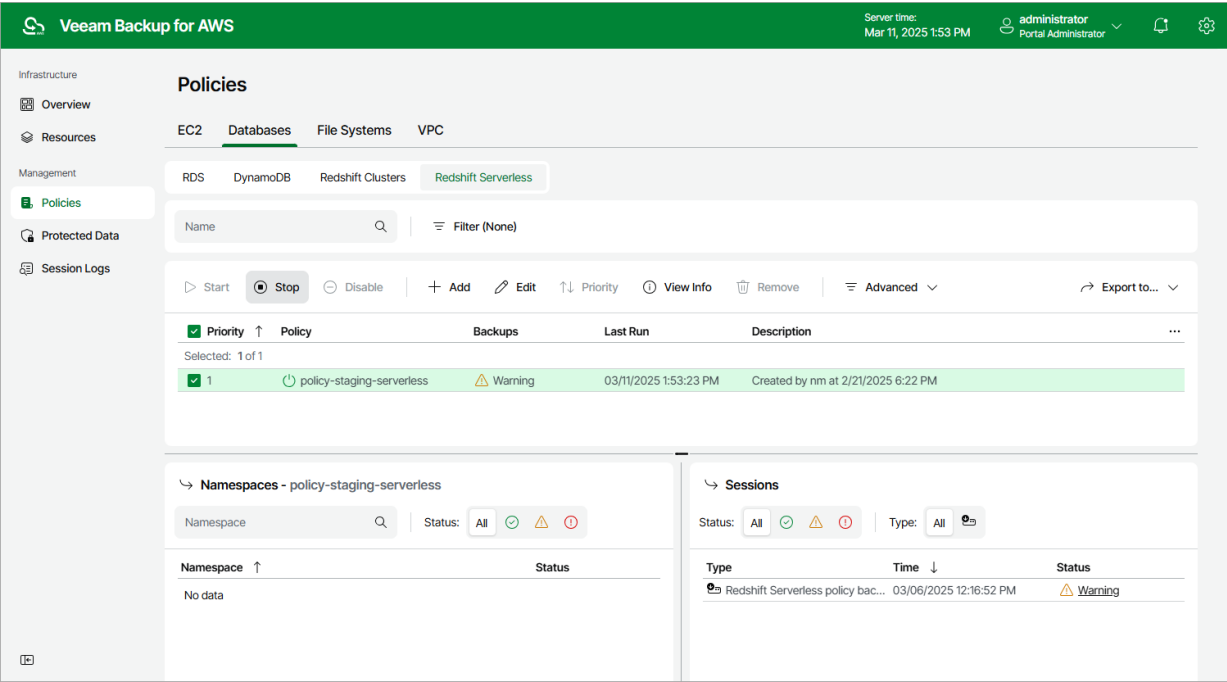 Veeam Backup for AWS
Server time:
Mar 11, 2025 1:53 PM
administrator
Portal Administrator
Infrastructure
Overview
Resources
Management
Policies
Protected Data
Session Logs
Policies
EC2 Databases File Systems VPC
RDS DynamoDB Redshift Clusters Redshift Serverless
Name Filter (None)
Start Stop Disable Add Edit Priority View Info Remove Advanced Export to...
Priority Policy Backups Last Run Description ...
Selected: 1 of 1
1 policy-staging-serverless Warning 03/11/2025 1:53:23 PM Created by nm at 2/21/2025 6:22 PM
Namespaces - policy-staging-serverless
Namespace Status: All
Namespace Status
No data
Sessions
Status: All Type: All
Type Time Status
Redshift Serverless policy bac... 03/06/2025 12:16:52 PM Warning